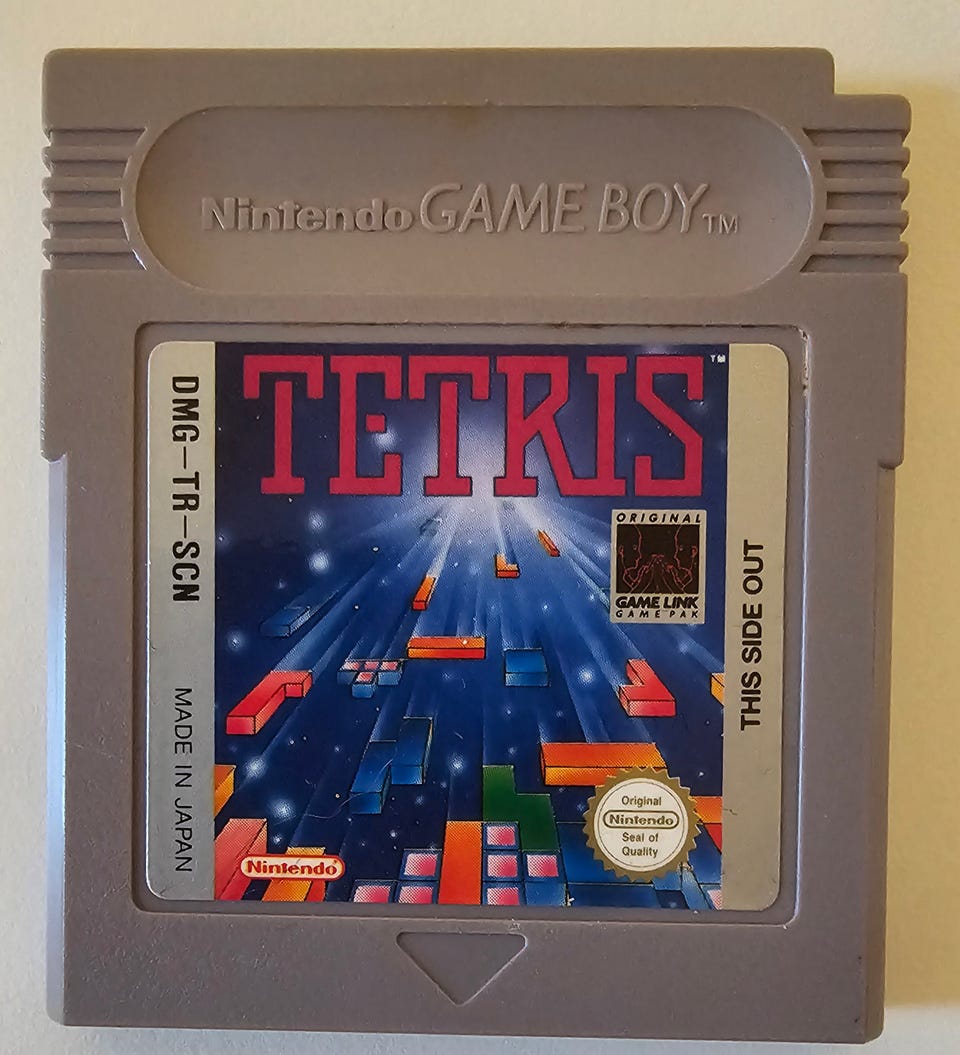 Nintendo GAME BOY TM
DMG-TR-SCN
MADE IN JAPAN
TETRIS TM
ORIGINAL
GAME LINK
GAME PAK
THIS SIDE OUT
Original
Nintendo
Seal of
Quality
Nintendo®